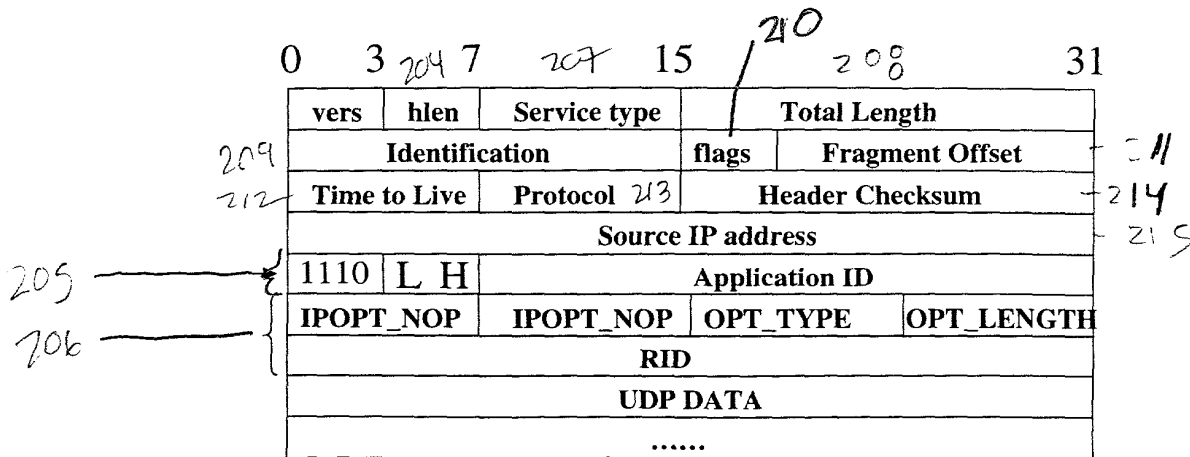 210
0 3 204 7 207 15 208 31
vers hlen Service type Total Length
209 Identification flags Fragment Offset 11
212 Time to Live Protocol 213 Header Checksum 214
Source IP address 215
205 1110 L H Application ID
206 IPOPT_NOP IPOPT_NOP OPT_TYPE OPT_LENGTH
RID
UDP DATA
......